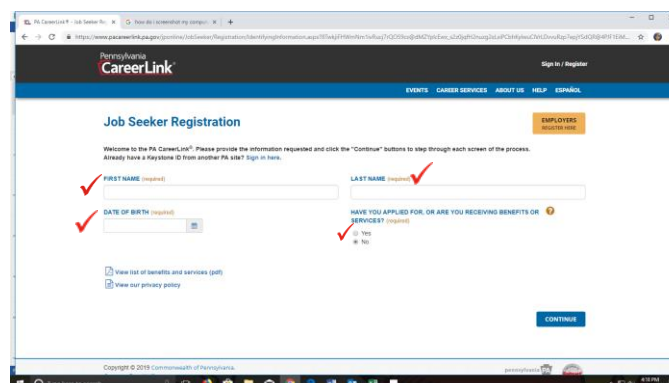 PA CareerLink® - Job Seeker Reg
how do i screenshot my comput
Pennsylvania
CareerLink
Sign In / Register
EVENTS CAREER SERVICES ABOUT US HELP ESPAÑOL
Job Seeker Registration
EMPLOYERS
REGISTER HERE
Welcome to the PA CareerLink®. Please provide the information requested and click the "Continue" buttons to step through each screen of the process.
Already have a Keystone ID from another PA site? Sign in here.
FIRST NAME (required)
LAST NAME (required)
DATE OF BIRTH (required)
HAVE YOU APPLIED FOR, OR ARE YOU RECEIVING BENEFITS OR
SERVICES? (required)
Yes
No
View list of benefits and services (pdf)
View our privacy policy
CONTINUE
Copyright © 2019 Commonwealth of Pennsylvania.
pennsylvania PA